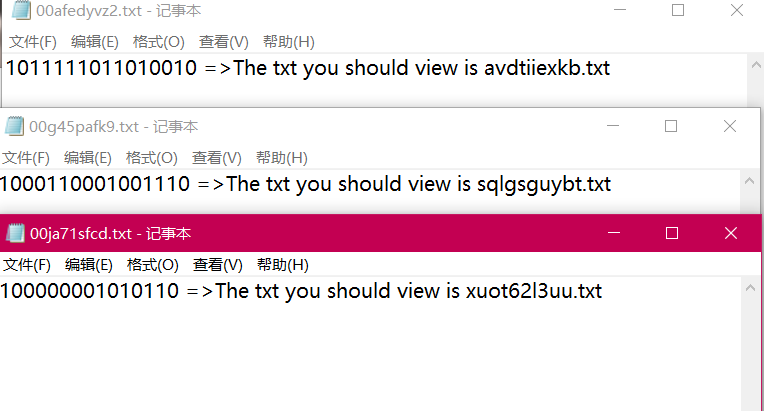 00afedyvz2.txt - 记事本
文件(F) 编辑(E) 格式(O) 查看(V) 帮助(H)
1011111011010010 =>The txt you should view is avdtiiexkb.txt
00g45pafk9.txt - 记事本
文件(F) 编辑(E) 格式(O) 查看(V) 帮助(H)
1000110001001110 =>The txt you should view is sqlgsguybt.txt
00ja71sfcd.txt - 记事本
文件(F) 编辑(E) 格式(O) 查看(V) 帮助(H)
100000001010110 =>The txt you should view is xuot62l3uu.txt